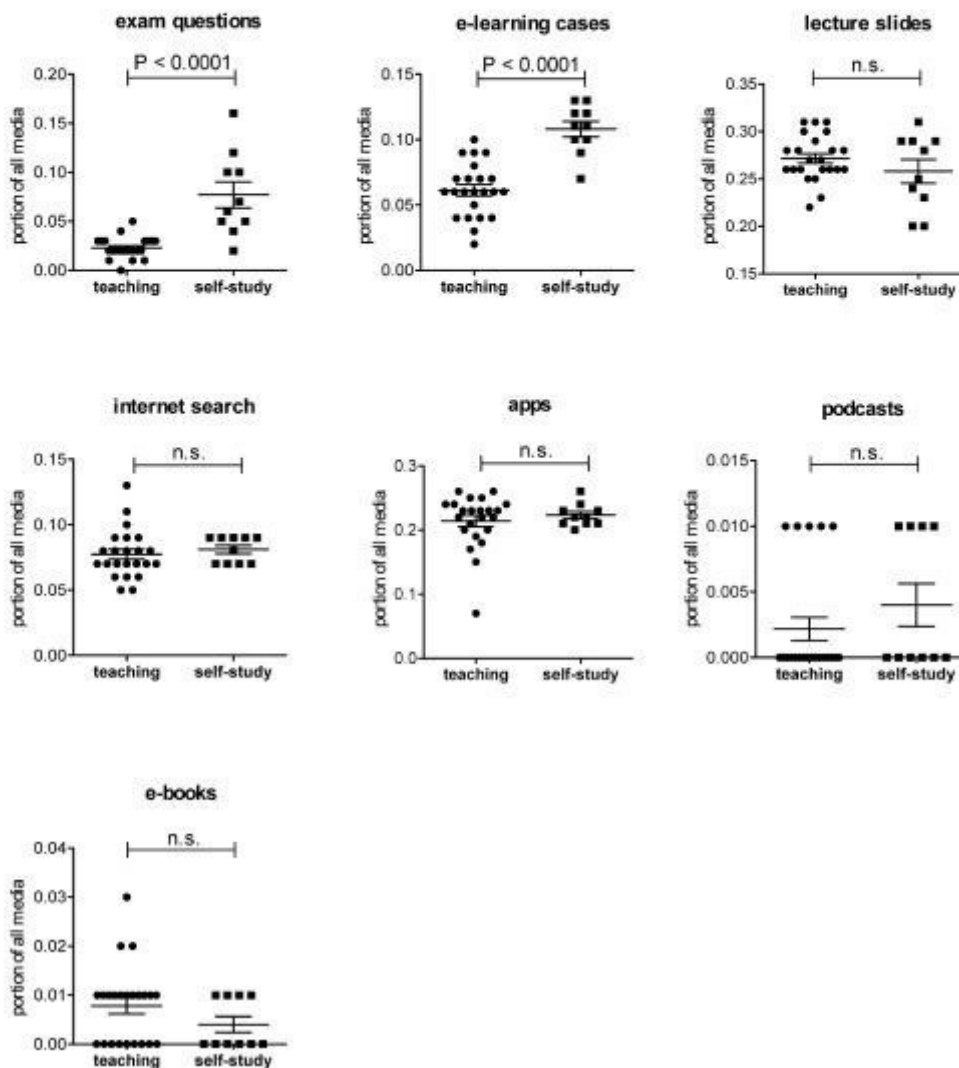 exam questions
P < 0.0001
0.20
0.15
0.10
0.05
0.00
portion of all media
teaching self-study
e-learning cases
P < 0.0001
0.15
0.10
0.05
0.00
portion of all media
teaching self-study
lecture slides
n.s.
0.35
0.30
0.25
0.20
0.15
portion of all media
teaching self-study
internet search
n.s.
0.15
0.10
0.05
0.00
portion of all media
teaching self-study
apps
n.s.
0.3
0.2
0.1
0.0
portion of all media
teaching self-study
podcasts
n.s.
0.015
0.010
0.005
0.000
portion of all media
teaching self-study
e-books
n.s.
0.04
0.03
0.02
0.01
0.00
portion of all media
teaching self-study